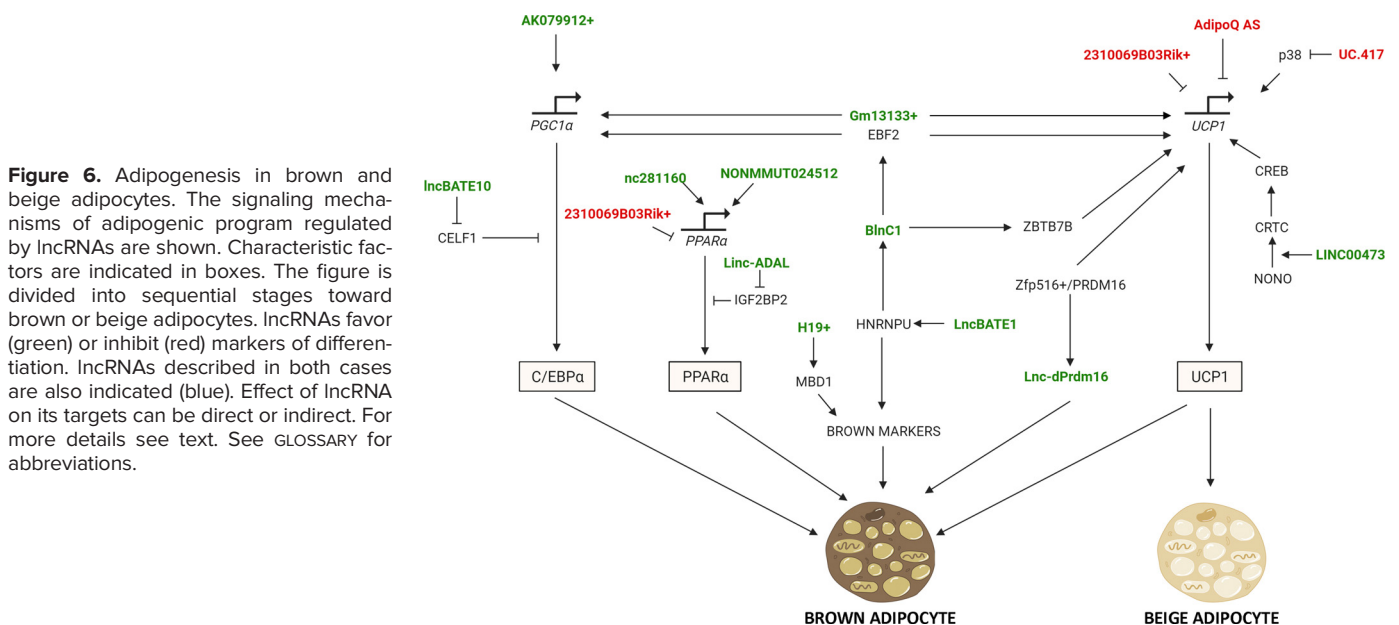 Figure 6. Adipogenesis in brown and
beige adipocytes. The signaling mecha-
nisms of adipogenic program regulated
by lncRNAs are shown. Characteristic fac-
tors are indicated in boxes. The figure is
divided into sequential stages toward
brown or beige adipocytes. lncRNAs favor
(green) or inhibit (red) markers of differen-
tiation. lncRNAs described in both cases
are also indicated (blue). Effect of lncRNA
on its targets can be direct or indirect. For
more details see text. See GLOSSARY for
abbreviations.
AK079912+
AdipoQ AS
2310069B03Rik+
p38
UC.417
PGC1α
Gm13133+
EBF2
UCP1
lncBATE10
nc281160
NONMMUT024512
CREB
2310069B03Rik+
CELF1
PPARα
BlnC1
ZBTB7B
CRTC
Linc-ADAL
LINC00473
IGF2BP2
Zfp516+/PRDM16
NONO
H19+
HNRNPU
LncBATE1
C/EBPα
PPARα
MBD1
Lnc-dPrdm16
UCP1
BROWN MARKERS
BROWN ADIPOCYTE
BEIGE ADIPOCYTE